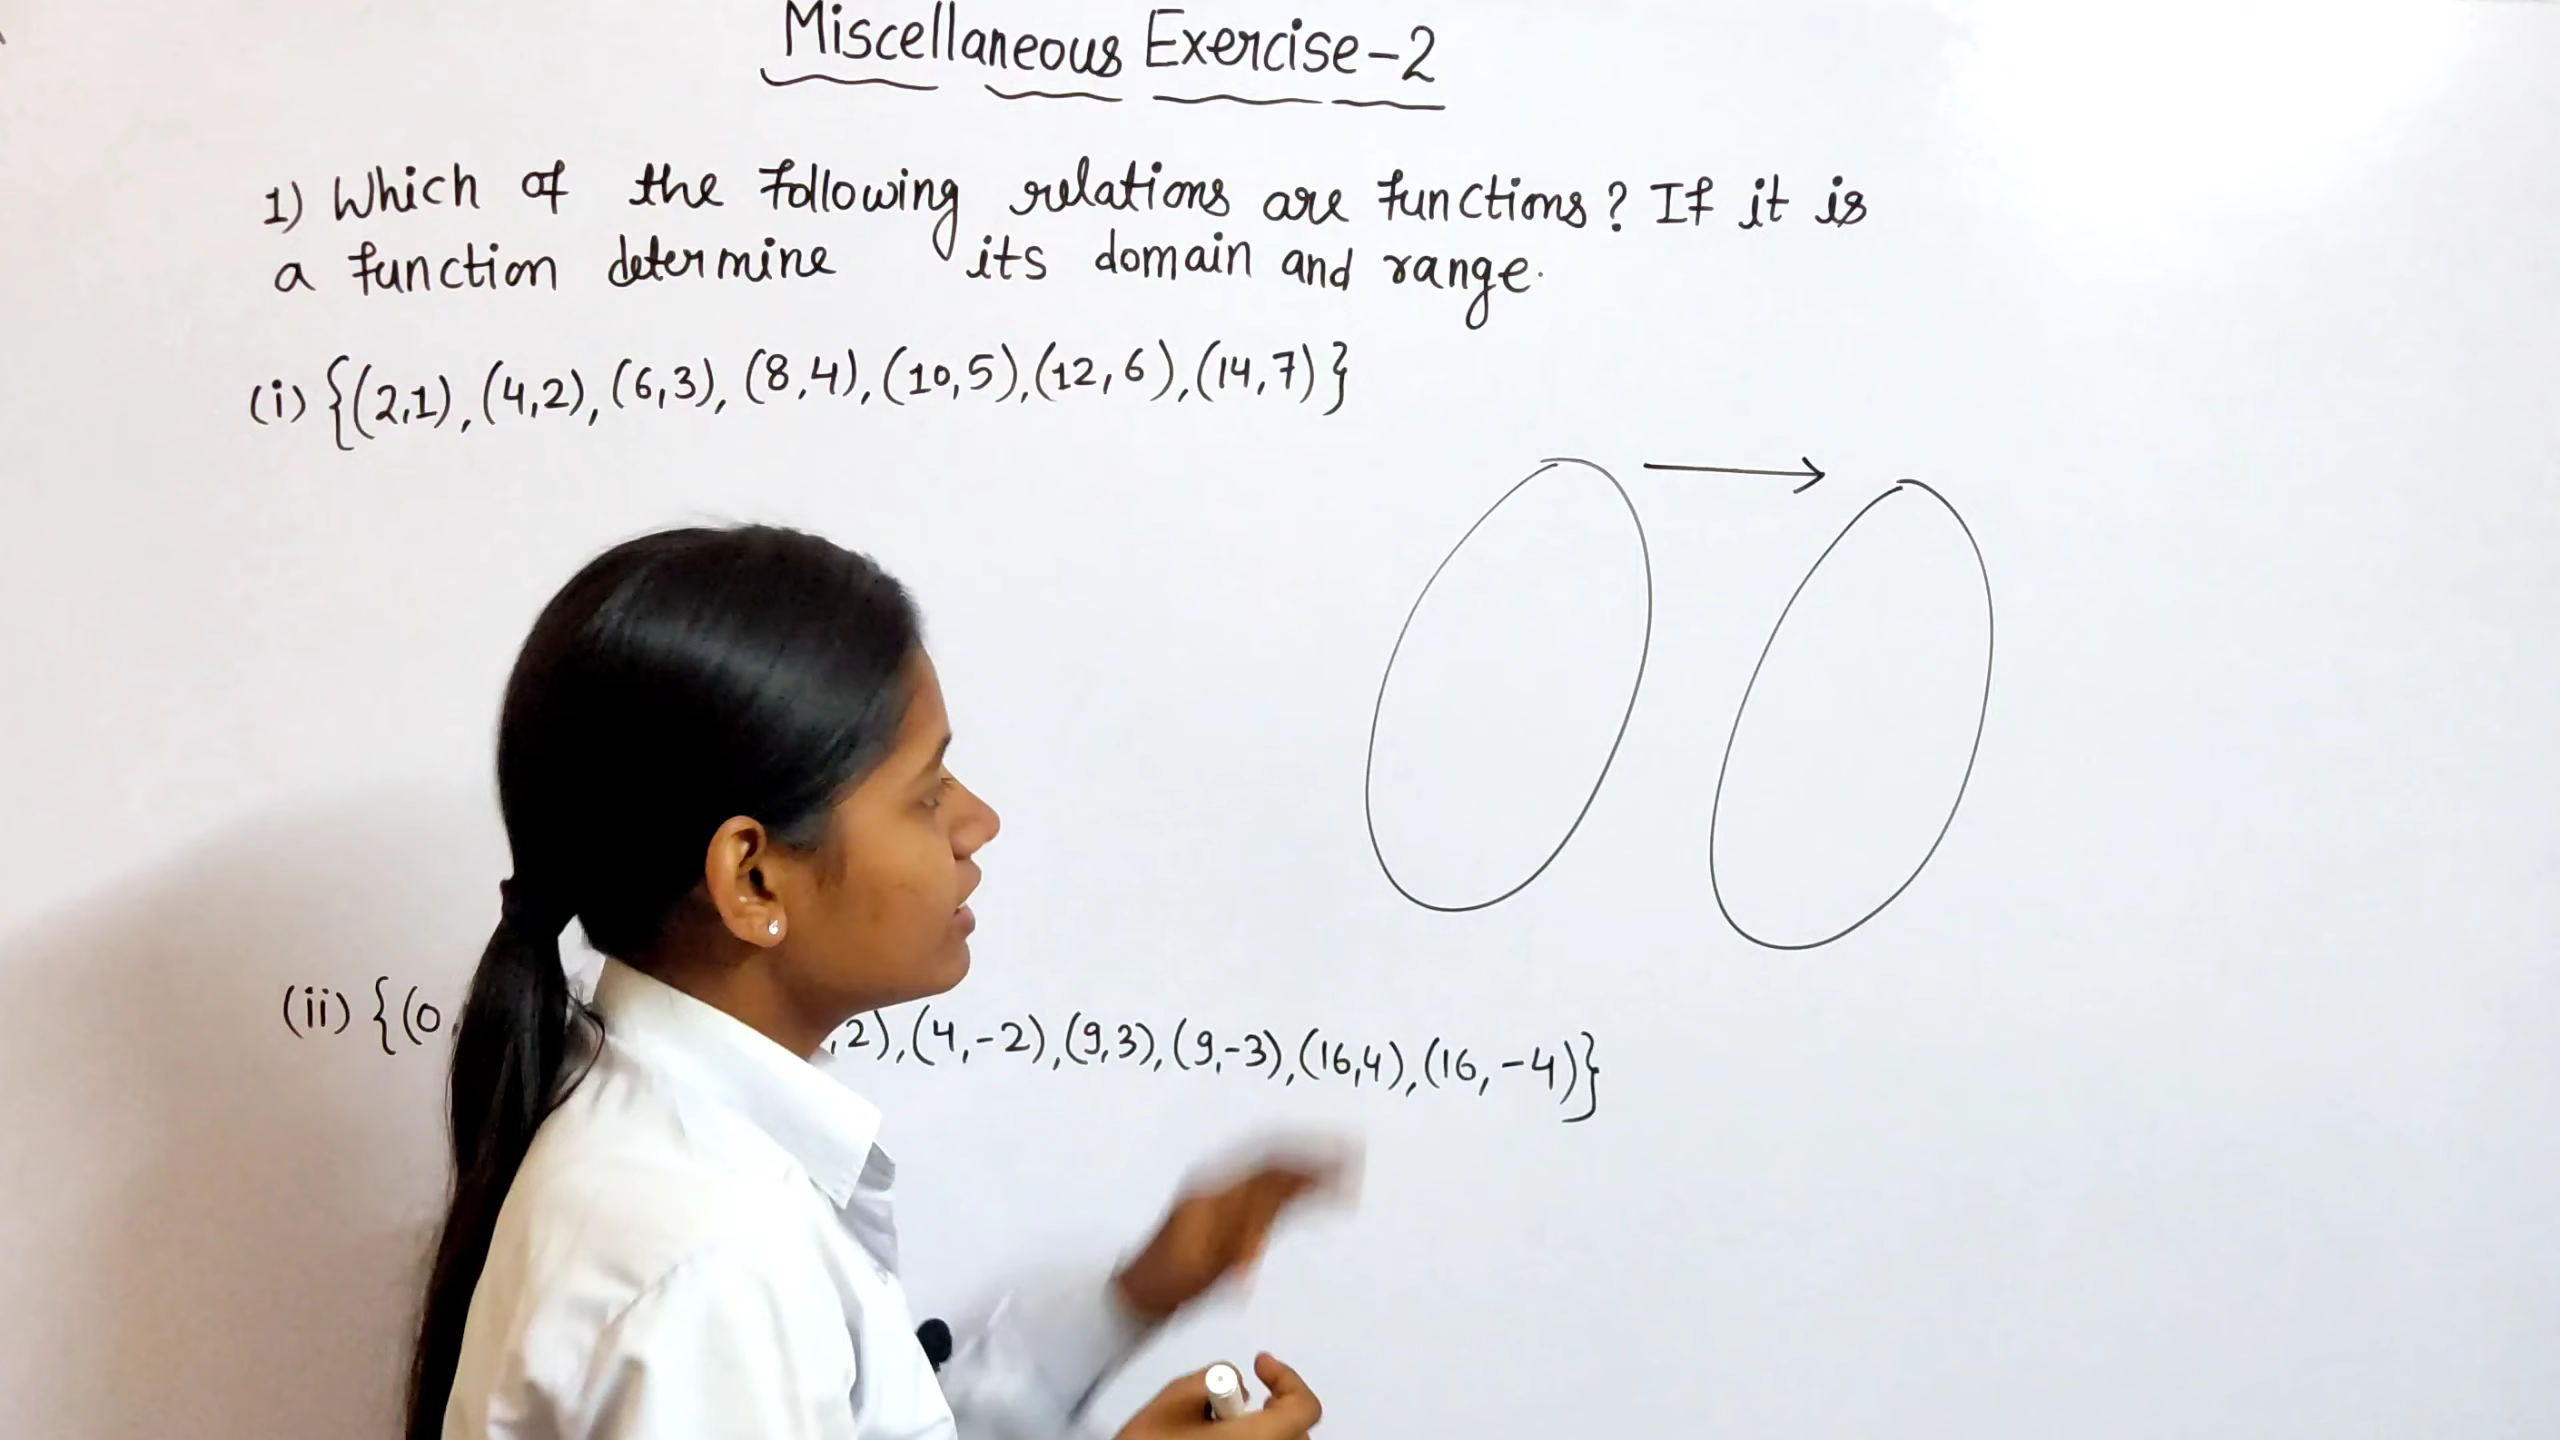 Miscellaneous Exercise-2
1) Which of the following relations are functions? If it is
a function determine its domain and range.
(i) {(2,1), (4,2), (6,3), (8,4), (10,5), (12,6), (14,7)}
(ii) {(0, ,2), (4,-2), (9,3), (9,-3), (16,4), (16,-4)}